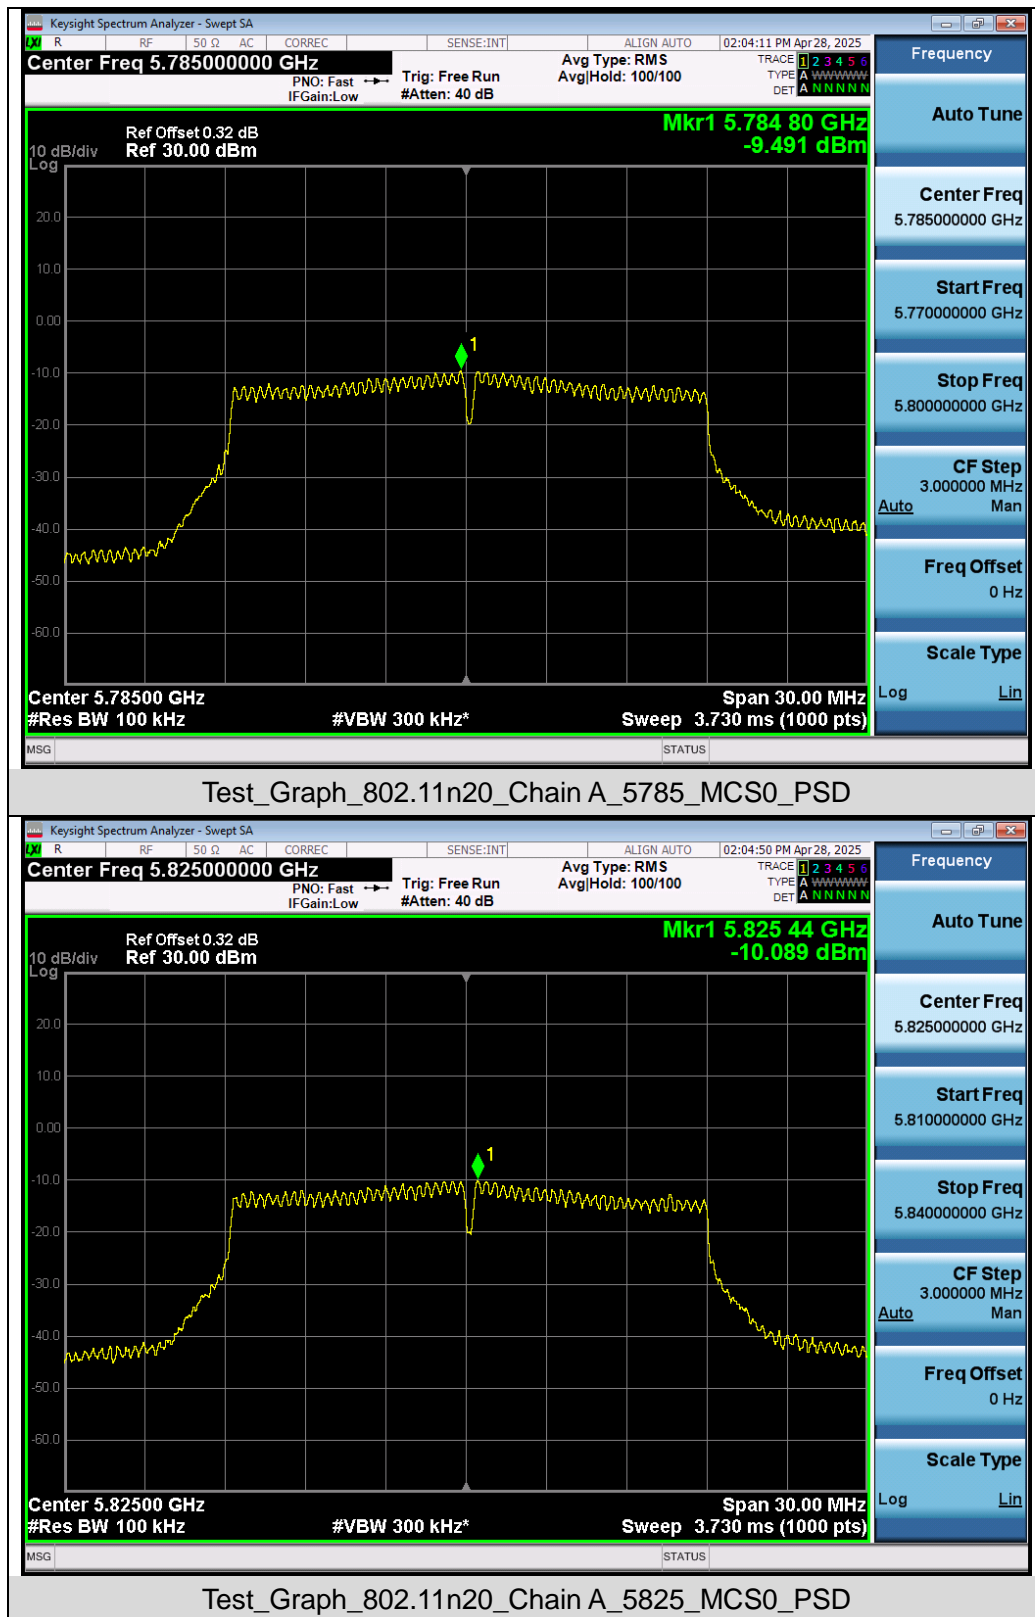 Keysight Spectrum Analyzer - Swept SA
LXI R RF 50 Ω AC CORREC SENSE:INT ALIGN AUTO 02:04:11 PM Apr 28, 2025
Center Freq 5.785000000 GHz
PNO: Fast
IFGain:Low
Trig: Free Run
#Atten: 40 dB
Avg Type: RMS
Avg|Hold: 100/100
TRACE 1 2 3 4 5 6
TYPE A WWWWW
DET A N N N N N
Mkr1 5.784 80 GHz
-9.491 dBm
Ref Offset 0.32 dB
10 dB/div Ref 30.00 dBm
Log
20.0
10.0
0.00
1
-10.0
-20.0
-30.0
-40.0
-50.0
-60.0
Center 5.78500 GHz Span 30.00 MHz
#Res BW 100 kHz #VBW 300 kHz* Sweep 3.730 ms (1000 pts)
MSG STATUS
Frequency
Auto Tune
Center Freq
5.785000000 GHz
Start Freq
5.770000000 GHz
Stop Freq
5.800000000 GHz
CF Step
3.000000 MHz
Auto Man
Freq Offset
0 Hz
Scale Type
Log Lin
Test_Graph_802.11n20_Chain A_5785_MCS0_PSD
Keysight Spectrum Analyzer - Swept SA
LXI R RF 50 Ω AC CORREC SENSE:INT ALIGN AUTO 02:04:50 PM Apr 28, 2025
Center Freq 5.825000000 GHz
PNO: Fast
IFGain:Low
Trig: Free Run
#Atten: 40 dB
Avg Type: RMS
Avg|Hold: 100/100
TRACE 1 2 3 4 5 6
TYPE A WWWWW
DET A N N N N N
Mkr1 5.825 44 GHz
-10.089 dBm
Ref Offset 0.32 dB
10 dB/div Ref 30.00 dBm
Log
20.0
10.0
0.00
1
-10.0
-20.0
-30.0
-40.0
-50.0
-60.0
Center 5.82500 GHz Span 30.00 MHz
#Res BW 100 kHz #VBW 300 kHz* Sweep 3.730 ms (1000 pts)
MSG STATUS
Frequency
Auto Tune
Center Freq
5.825000000 GHz
Start Freq
5.810000000 GHz
Stop Freq
5.840000000 GHz
CF Step
3.000000 MHz
Auto Man
Freq Offset
0 Hz
Scale Type
Log Lin
Test_Graph_802.11n20_Chain A_5825_MCS0_PSD